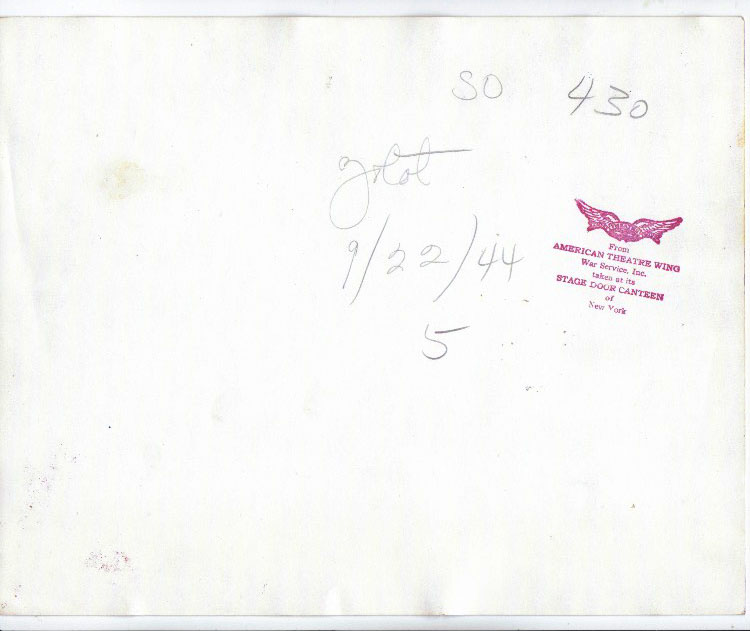 SO 430
9/22/44
5
From
AMERICAN THEATRE WING
War Service, Inc.
taken at its
STAGE DOOR CANTEEN
of
New York